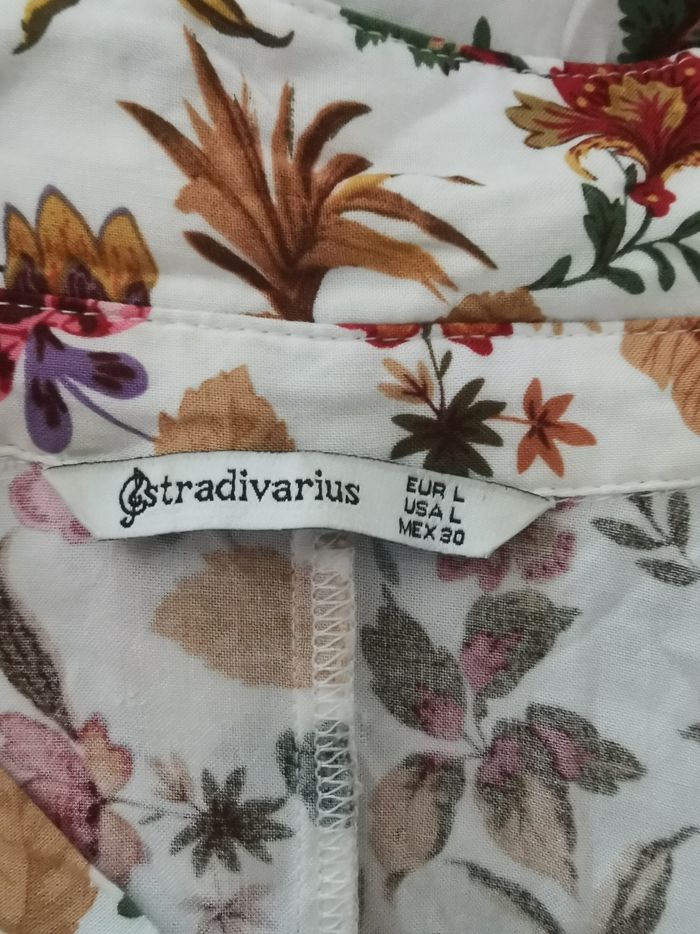 stradivarius
EUR L
USA L
MEX 30